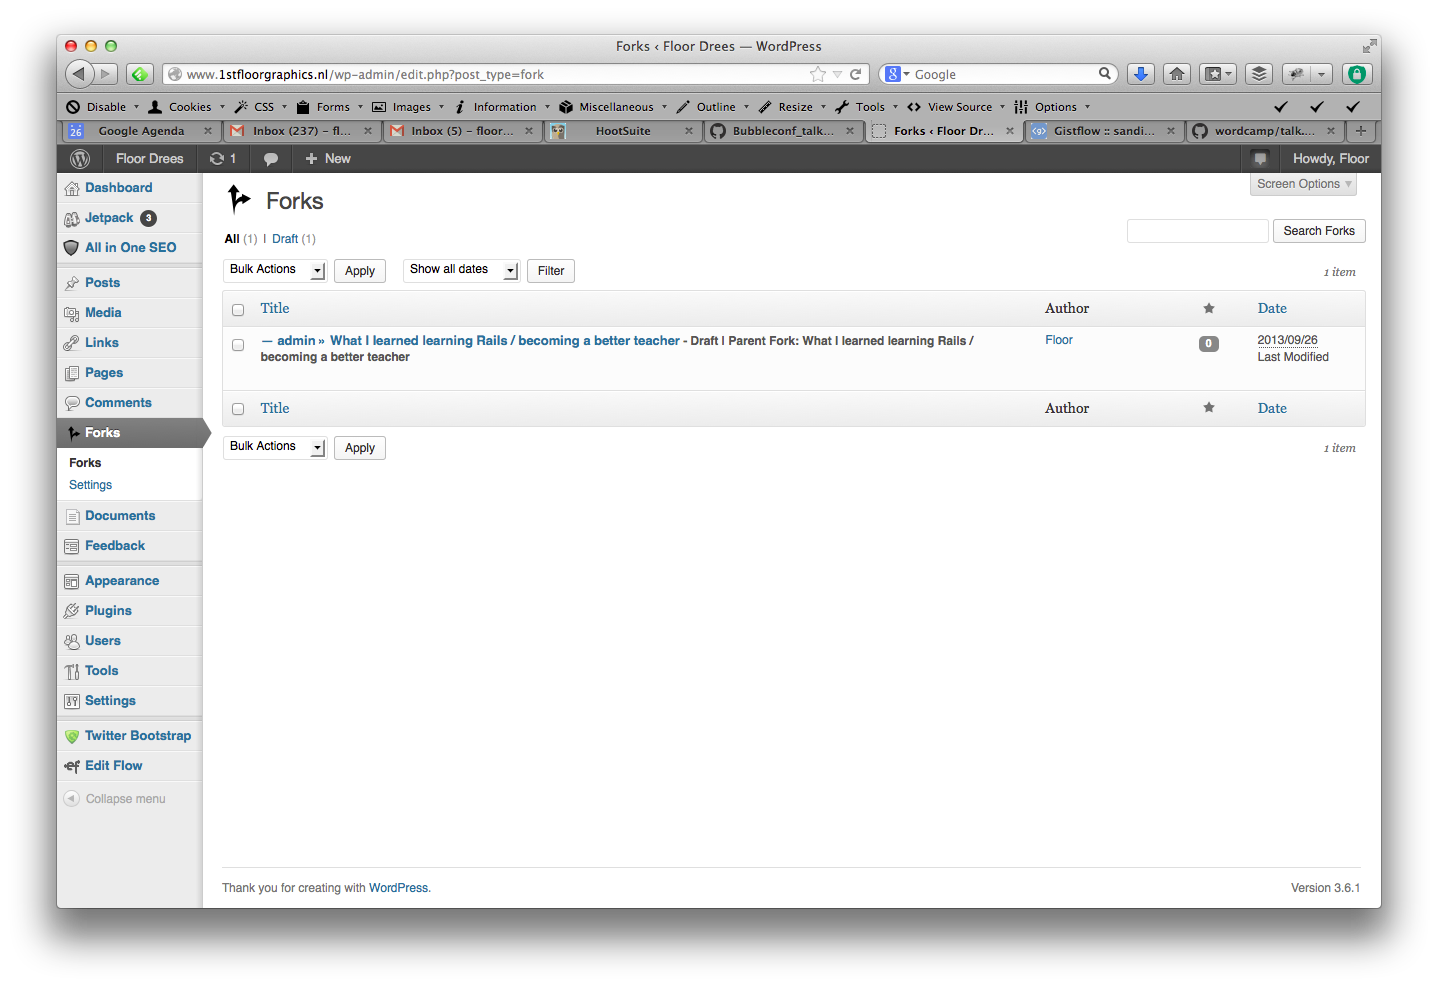 Forks ‹ Floor Drees — WordPress
www.1stfloorgraphics.nl/wp-admin/edit.php?post_type=fork
Google
Disable Cookies CSS Forms Images Information Miscellaneous Outline Resize Tools View Source Options
26 Google Agenda Inbox (237) – fl... Inbox (5) – floor... HootSuite Bubbleconf_talk... Forks ‹ Floor Dr... Gistflow :: sandi... wordcamp/talk....
Floor Drees 1 New Howdy, Floor
Dashboard
Jetpack 3
All in One SEO
Posts
Media
Links
Pages
Comments
Forks
Forks
Settings
Documents
Feedback
Appearance
Plugins
Users
Tools
Settings
Twitter Bootstrap
ef Edit Flow
Collapse menu
Screen Options
Forks
Search Forks
All (1) | Draft (1)
Bulk Actions Apply Show all dates Filter
1 item
Title Author Date
— admin » What I learned learning Rails / becoming a better teacher - Draft | Parent Fork: What I learned learning Rails /
becoming a better teacher
Floor 0 2013/09/26
Last Modified
Title Author Date
Bulk Actions Apply
1 item
Thank you for creating with WordPress.
Version 3.6.1